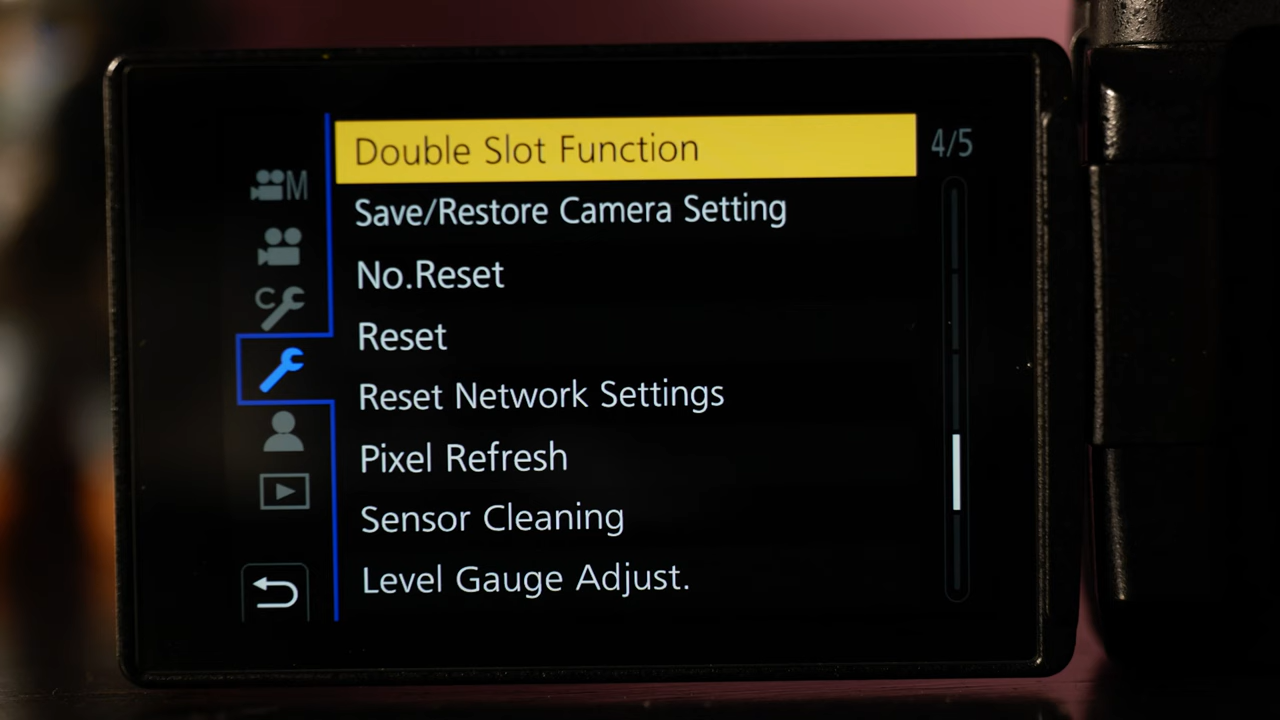 Double Slot Function
4/5
M
Save/Restore Camera Setting
No.Reset
C
Reset
Reset Network Settings
Pixel Refresh
Sensor Cleaning
Level Gauge Adjust.